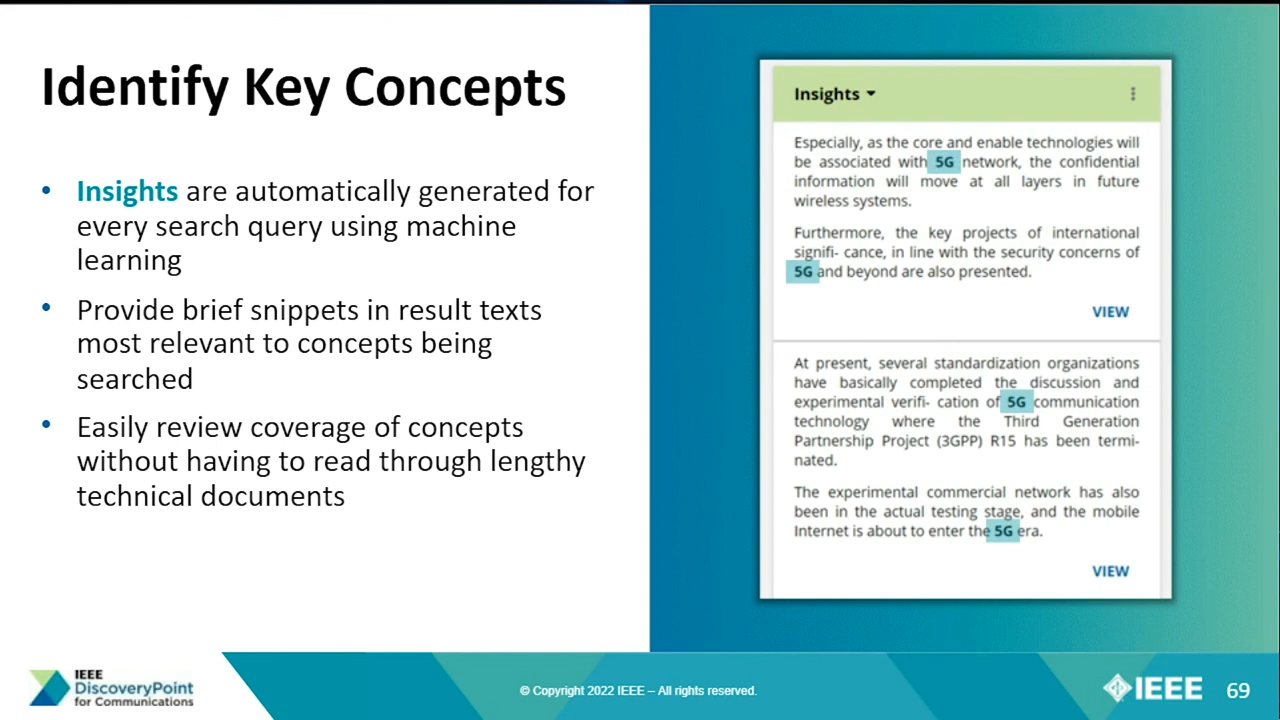 Identify Key Concepts
• Insights are automatically generated for
every search query using machine
learning
• Provide brief snippets in result texts
most relevant to concepts being
searched
• Easily review coverage of concepts
without having to read through lengthy
technical documents
Insights
Especially, as the core and enable technologies will
be associated with 5G network, the confidential
information will move at all layers in future
wireless systems.
Furthermore, the key projects of international
signifi- cance, in line with the security concerns of
5G and beyond are also presented.
VIEW
At present, several standardization organizations
have basically completed the discussion and
experimental verifi- cation of 5G communication
technology where the Third Generation
Partnership Project (3GPP) R15 has been termi-
nated.
The experimental commercial network has also
been in the actual testing stage, and the mobile
Internet is about to enter the 5G era.
VIEW
IEEE
DiscoveryPoint
for Communications
© Copyright 2022 IEEE – All rights reserved.
IEEE
69